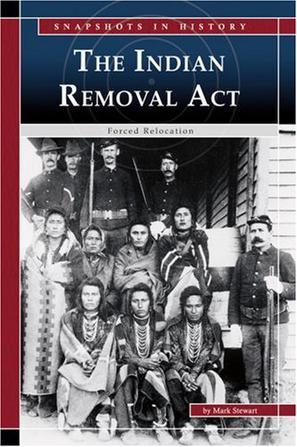 SNAPSHOTS IN HISTORY
THE INDIAN
REMOVAL ACT
Forced Relocation
by Mark Stewart